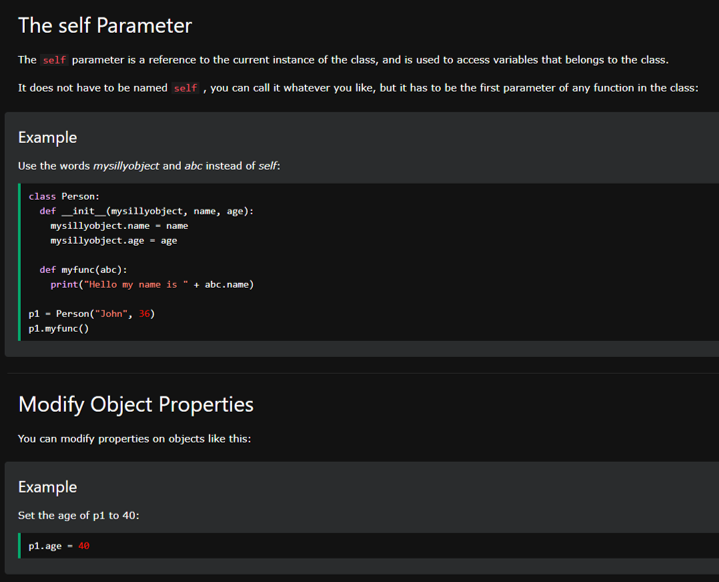 The self Parameter
The self parameter is a reference to the current instance of the class, and is used to access variables that belongs to the class.
It does not have to be named self , you can call it whatever you like, but it has to be the first parameter of any function in the class:
Example
Use the words mysillyobject and abc instead of self:
class Person:
  def __init__(mysillyobject, name, age):
    mysillyobject.name = name
    mysillyobject.age = age
  def myfunc(abc):
    print("Hello my name is " + abc.name)
p1 = Person("John", 36)
p1.myfunc()
Modify Object Properties
You can modify properties on objects like this:
Example
Set the age of p1 to 40:
p1.age = 40